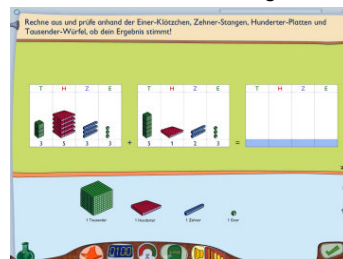 Rechne aus und prüfe anhand der Einer-Klötzchen, Zehner-Stangen, Hunderter-Platten und
Tausender-Würfel, ob dein Ergebnis stimmt!
T H Z E T H Z E T H Z E
3 5 3 3 + 5 1 2 3 =
1 Tausender 1 Hunderter 1 Zehner 1 Einer
0100